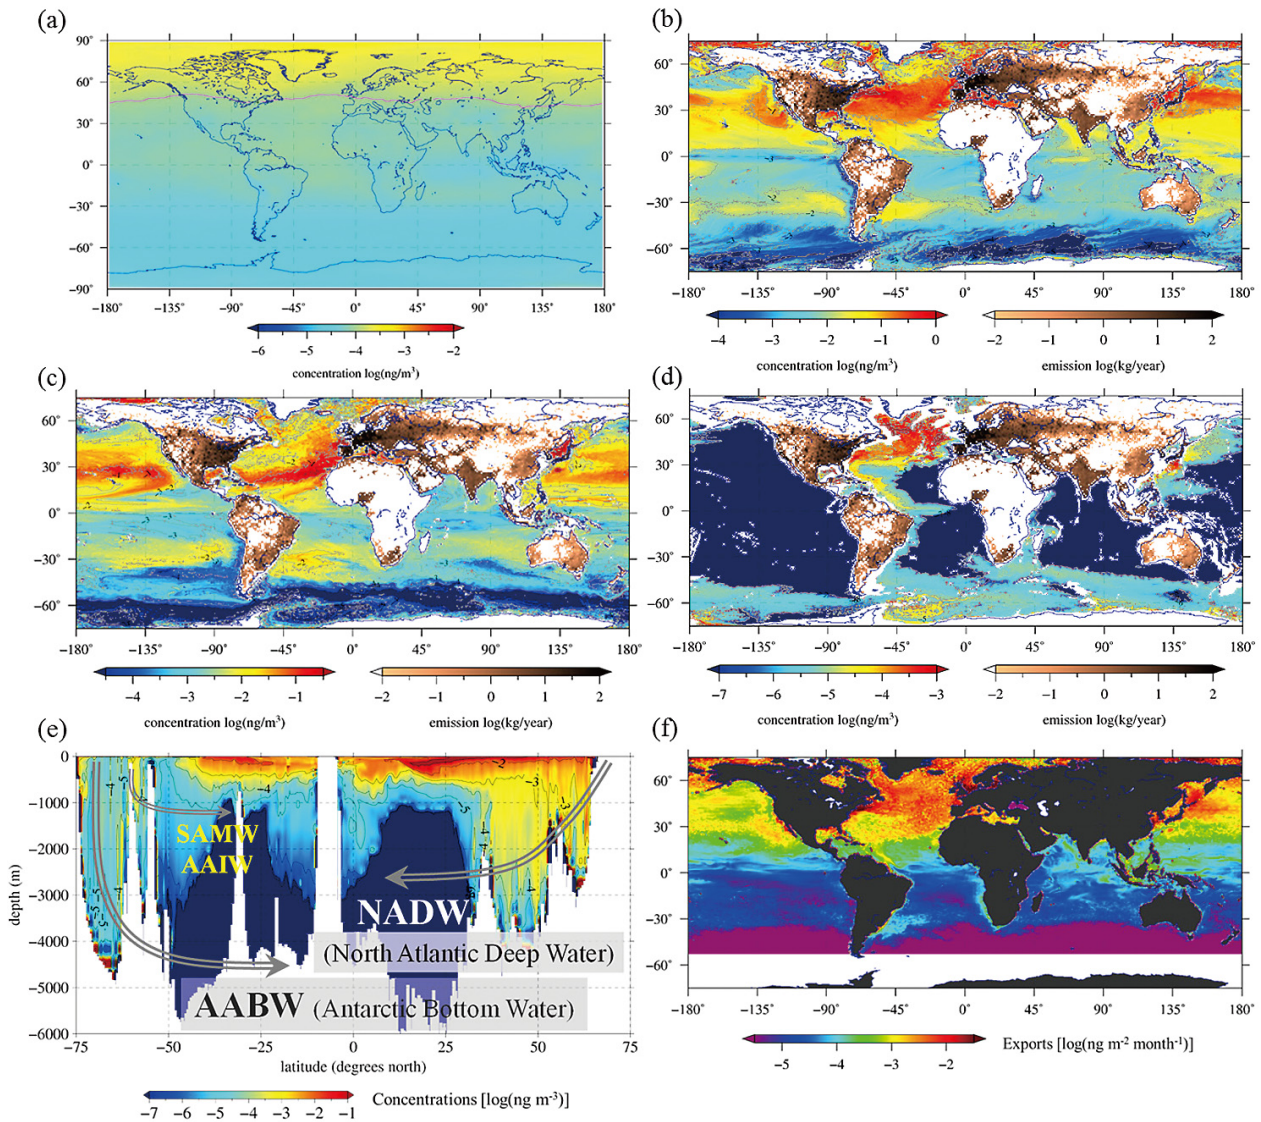 (a)
90°
60°
30°
0°
−30°
−60°
−90°
−180° −135° −90° −45° 0° 45° 90° 135° 180°
−6 −5 −4 −3 −2
concentration log(ng/m³)
(b)
60°
30°
0°
−30°
−60°
−180° −135° −90° −45° 0° 45° 90° 135° 180°
−4 −3 −2 −1 0
concentration log(ng/m³)
−2 −1 0 1 2
emission log(kg/year)
(c)
60°
30°
0°
−30°
−60°
−180° −135° −90° −45° 0° 45° 90° 135° 180°
−4 −3 −2 −1
concentration log(ng/m³)
−2 −1 0 1 2
emission log(kg/year)
(d)
60°
30°
0°
−30°
−60°
−180° −135° −90° −45° 0° 45° 90° 135° 180°
−7 −6 −5 −4 −3
concentration log(ng/m³)
−2 −1 0 1 2
emission log(kg/year)
(e)
depth (m)
0
−1000
−2000
−3000
−4000
−5000
−6000
SAMW
AAIW
NADW
(North Atlantic Deep Water)
AABW (Antarctic Bottom Water)
−75 −50 −25 0 25 50 75
latitude (degrees north)
−7 −6 −5 −4 −3 −2 −1
Concentrations [log(ng m⁻³)]
(f)
60°
30°
0°
−30°
−60°
−180° −135° −90° −45° 0° 45° 90° 135° 180°
−5 −4 −3 −2
Exports [log(ng m⁻² month⁻¹)]